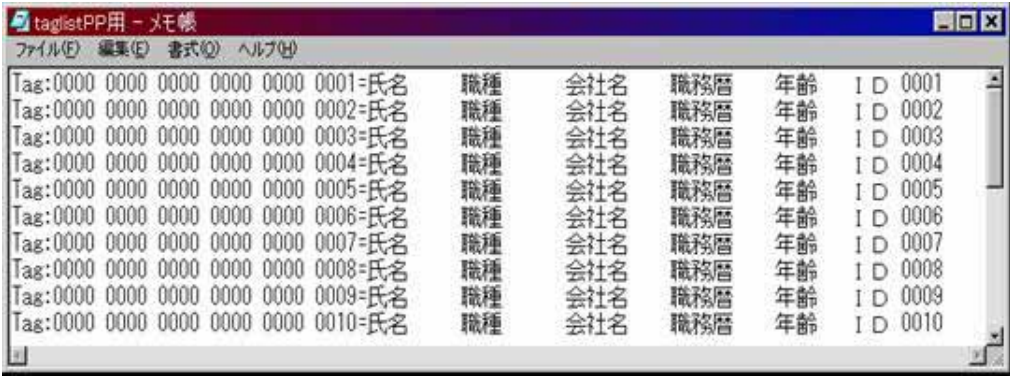 taglistPP用 - メモ帳
ファイル(F) 編集(E) 書式(O) ヘルプ(H)
Tag:0000 0000 0000 0000 0000 0001=氏名 職種 会社名 職務暦 年齢 ＩＤ 0001
Tag:0000 0000 0000 0000 0000 0002=氏名 職種 会社名 職務暦 年齢 ＩＤ 0002
Tag:0000 0000 0000 0000 0000 0003=氏名 職種 会社名 職務暦 年齢 ＩＤ 0003
Tag:0000 0000 0000 0000 0000 0004=氏名 職種 会社名 職務暦 年齢 ＩＤ 0004
Tag:0000 0000 0000 0000 0000 0005=氏名 職種 会社名 職務暦 年齢 ＩＤ 0005
Tag:0000 0000 0000 0000 0000 0006=氏名 職種 会社名 職務暦 年齢 ＩＤ 0006
Tag:0000 0000 0000 0000 0000 0007=氏名 職種 会社名 職務暦 年齢 ＩＤ 0007
Tag:0000 0000 0000 0000 0000 0008=氏名 職種 会社名 職務暦 年齢 ＩＤ 0008
Tag:0000 0000 0000 0000 0000 0009=氏名 職種 会社名 職務暦 年齢 ＩＤ 0009
Tag:0000 0000 0000 0000 0000 0010=氏名 職種 会社名 職務暦 年齢 ＩＤ 0010